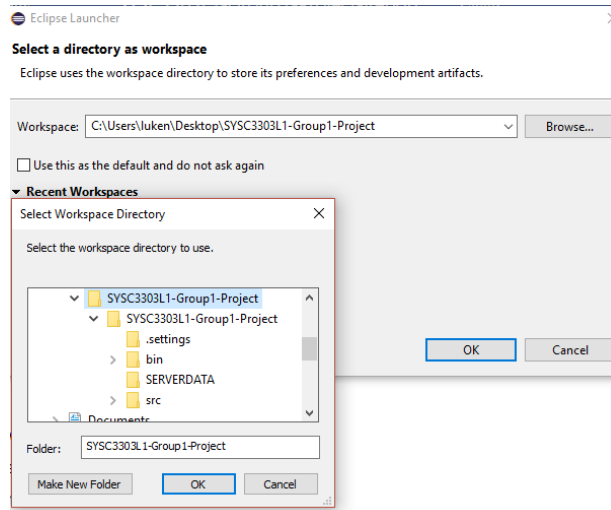 Eclipse Launcher
Select a directory as workspace
Eclipse uses the workspace directory to store its preferences and development artifacts.
Workspace: C:\Users\luken\Desktop\SYSC3303L1-Group1-Project Browse...
Use this as the default and do not ask again
Recent Workspaces
Select Workspace Directory
Select the workspace directory to use.
SYSC3303L1-Group1-Project
SYSC3303L1-Group1-Project
.settings
bin
SERVERDATA
src
Documents
Folder: SYSC3303L1-Group1-Project
Make New Folder OK Cancel
OK Cancel